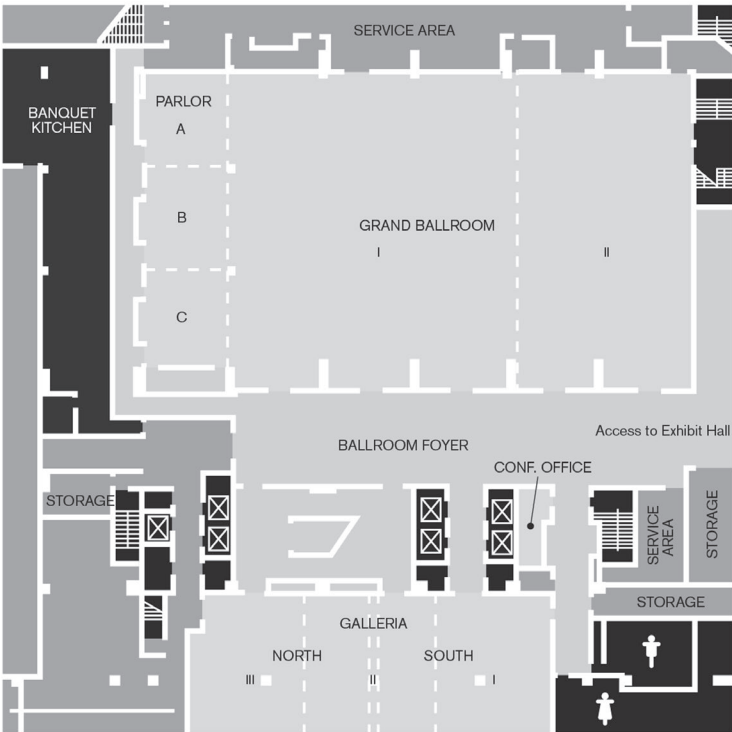 SERVICE AREA
BANQUET
KITCHEN
PARLOR
A
B
C
GRAND BALLROOM
I
II
Access to Exhibit Hall
BALLROOM FOYER
CONF. OFFICE
STORAGE
SERVICE
AREA
STORAGE
STORAGE
GALLERIA
NORTH
SOUTH
III
II
I